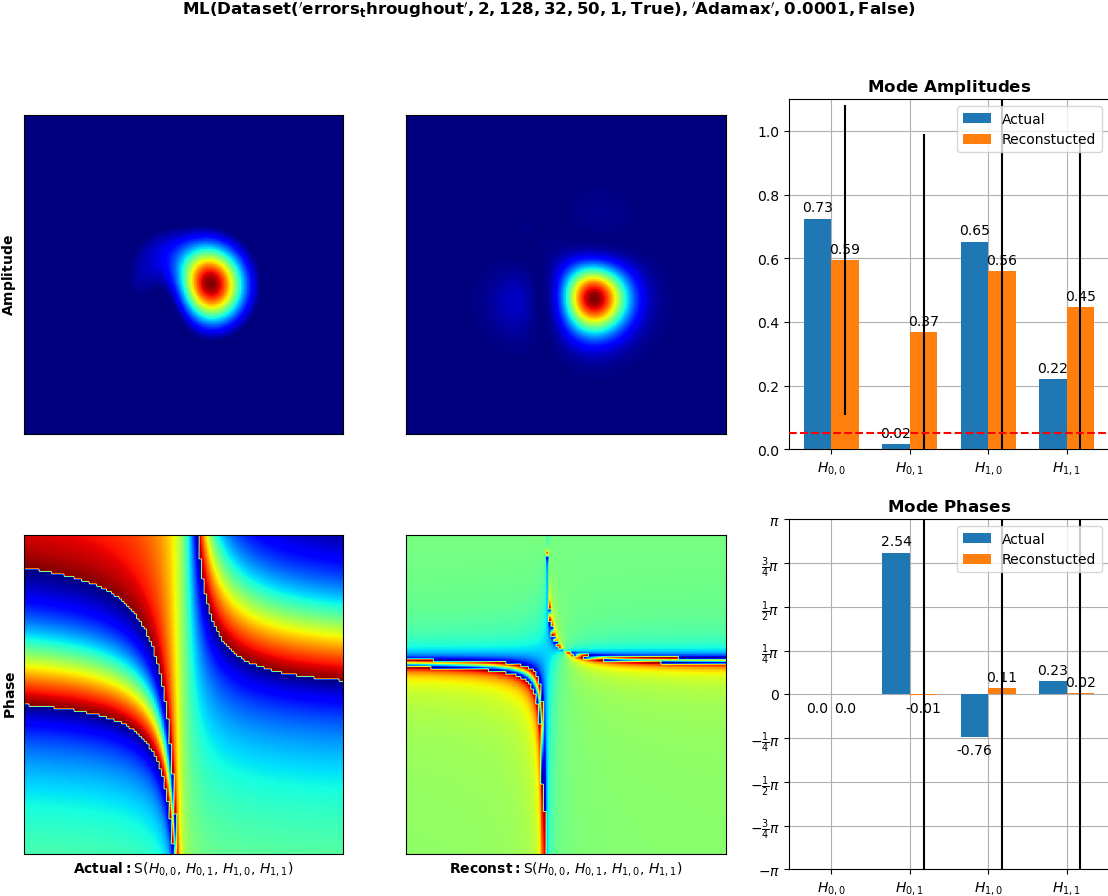 ML(Dataset('errors_throughout', 2, 128, 32, 50, 1, True), 'Adamax', 0.0001, False)
Amplitude
Mode Amplitudes
Actual
Reconstucted
1.0
0.8
0.6
0.4
0.2
0.0
0.73
0.59
0.02
0.37
0.65
0.56
0.22
0.45
H0,0
H0,1
H1,0
H1,1
Phase
Actual: S(H0,0, H0,1, H1,0, H1,1)
Reconst: S(H0,0, H0,1, H1,0, H1,1)
Mode Phases
Actual
Reconstucted
π
3/4π
1/2π
1/4π
0
−1/4π
−1/2π
−3/4π
−π
0.0 0.0
2.54
-0.01
-0.76
0.11
0.23
0.02
H0,0
H0,1
H1,0
H1,1